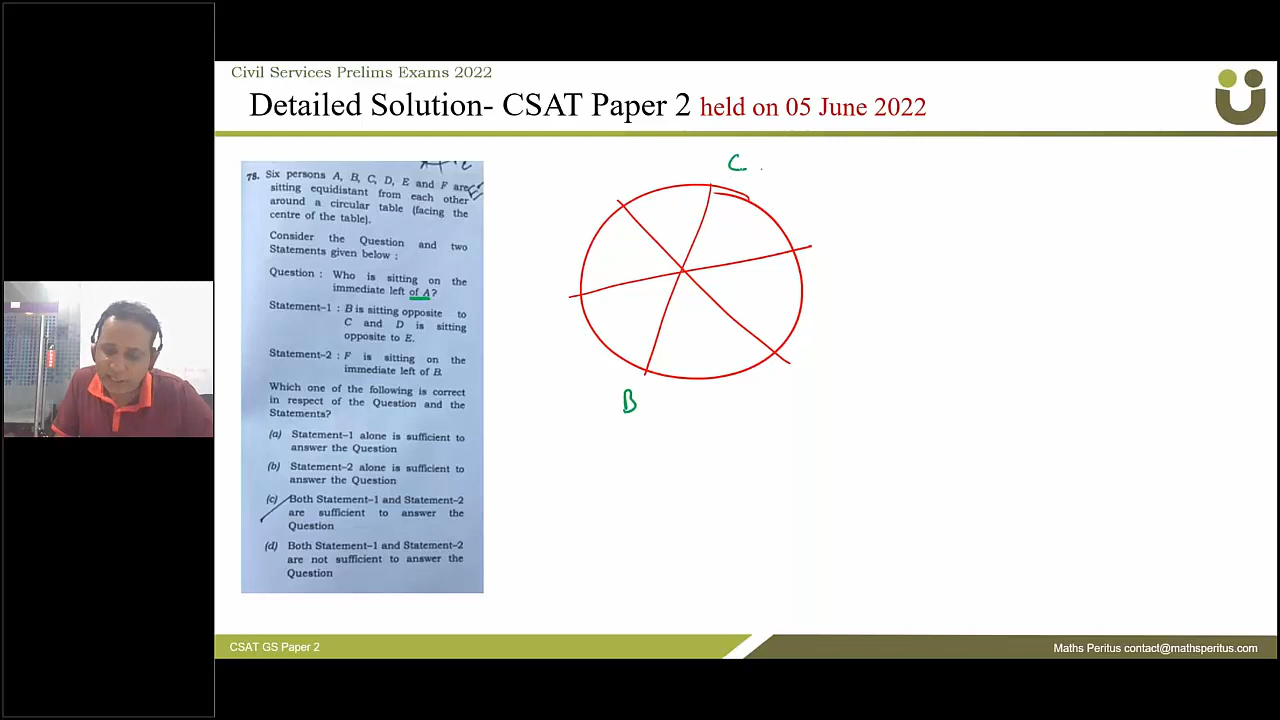 Civil Services Prelims Exams 2022
Detailed Solution- CSAT Paper 2 held on 05 June 2022
78. Six persons A, B, C, D, E and F are
sitting equidistant from each other
around a circular table (facing the
centre of the table).
Consider the Question and two
Statements given below :
Question : Who is sitting on the
immediate left of A?
Statement-1 : B is sitting opposite to
C and D is sitting
opposite to E.
Statement-2 : F is sitting on the
immediate left of B.
Which one of the following is correct
in respect of the Question and the
Statements?
(a) Statement-1 alone is sufficient to
answer the Question
(b) Statement-2 alone is sufficient to
answer the Question
(c) Both Statement-1 and Statement-2
are sufficient to answer the
Question
(d) Both Statement-1 and Statement-2
are not sufficient to answer the
Question
C
B
CSAT GS Paper 2
Maths Peritus contact@mathsperitus.com